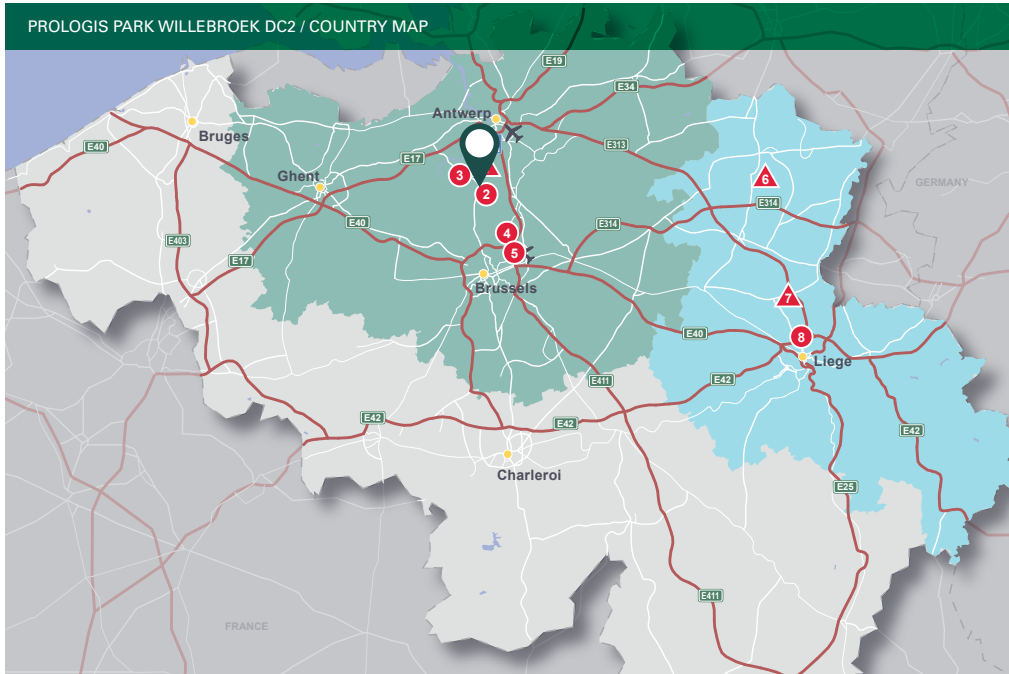 PROLOGIS PARK WILLEBROEK DC2 / COUNTRY MAP
E19
E34
Antwerp
Bruges
E40
E17
E313
3
6
Ghent
GERMANY
2
E314
E40
E314
E403
4
E17
5
Brussels
7
E40
8
Liege
E411
E42
E42
E42
E42
Charleroi
E25
E411
FRANCE